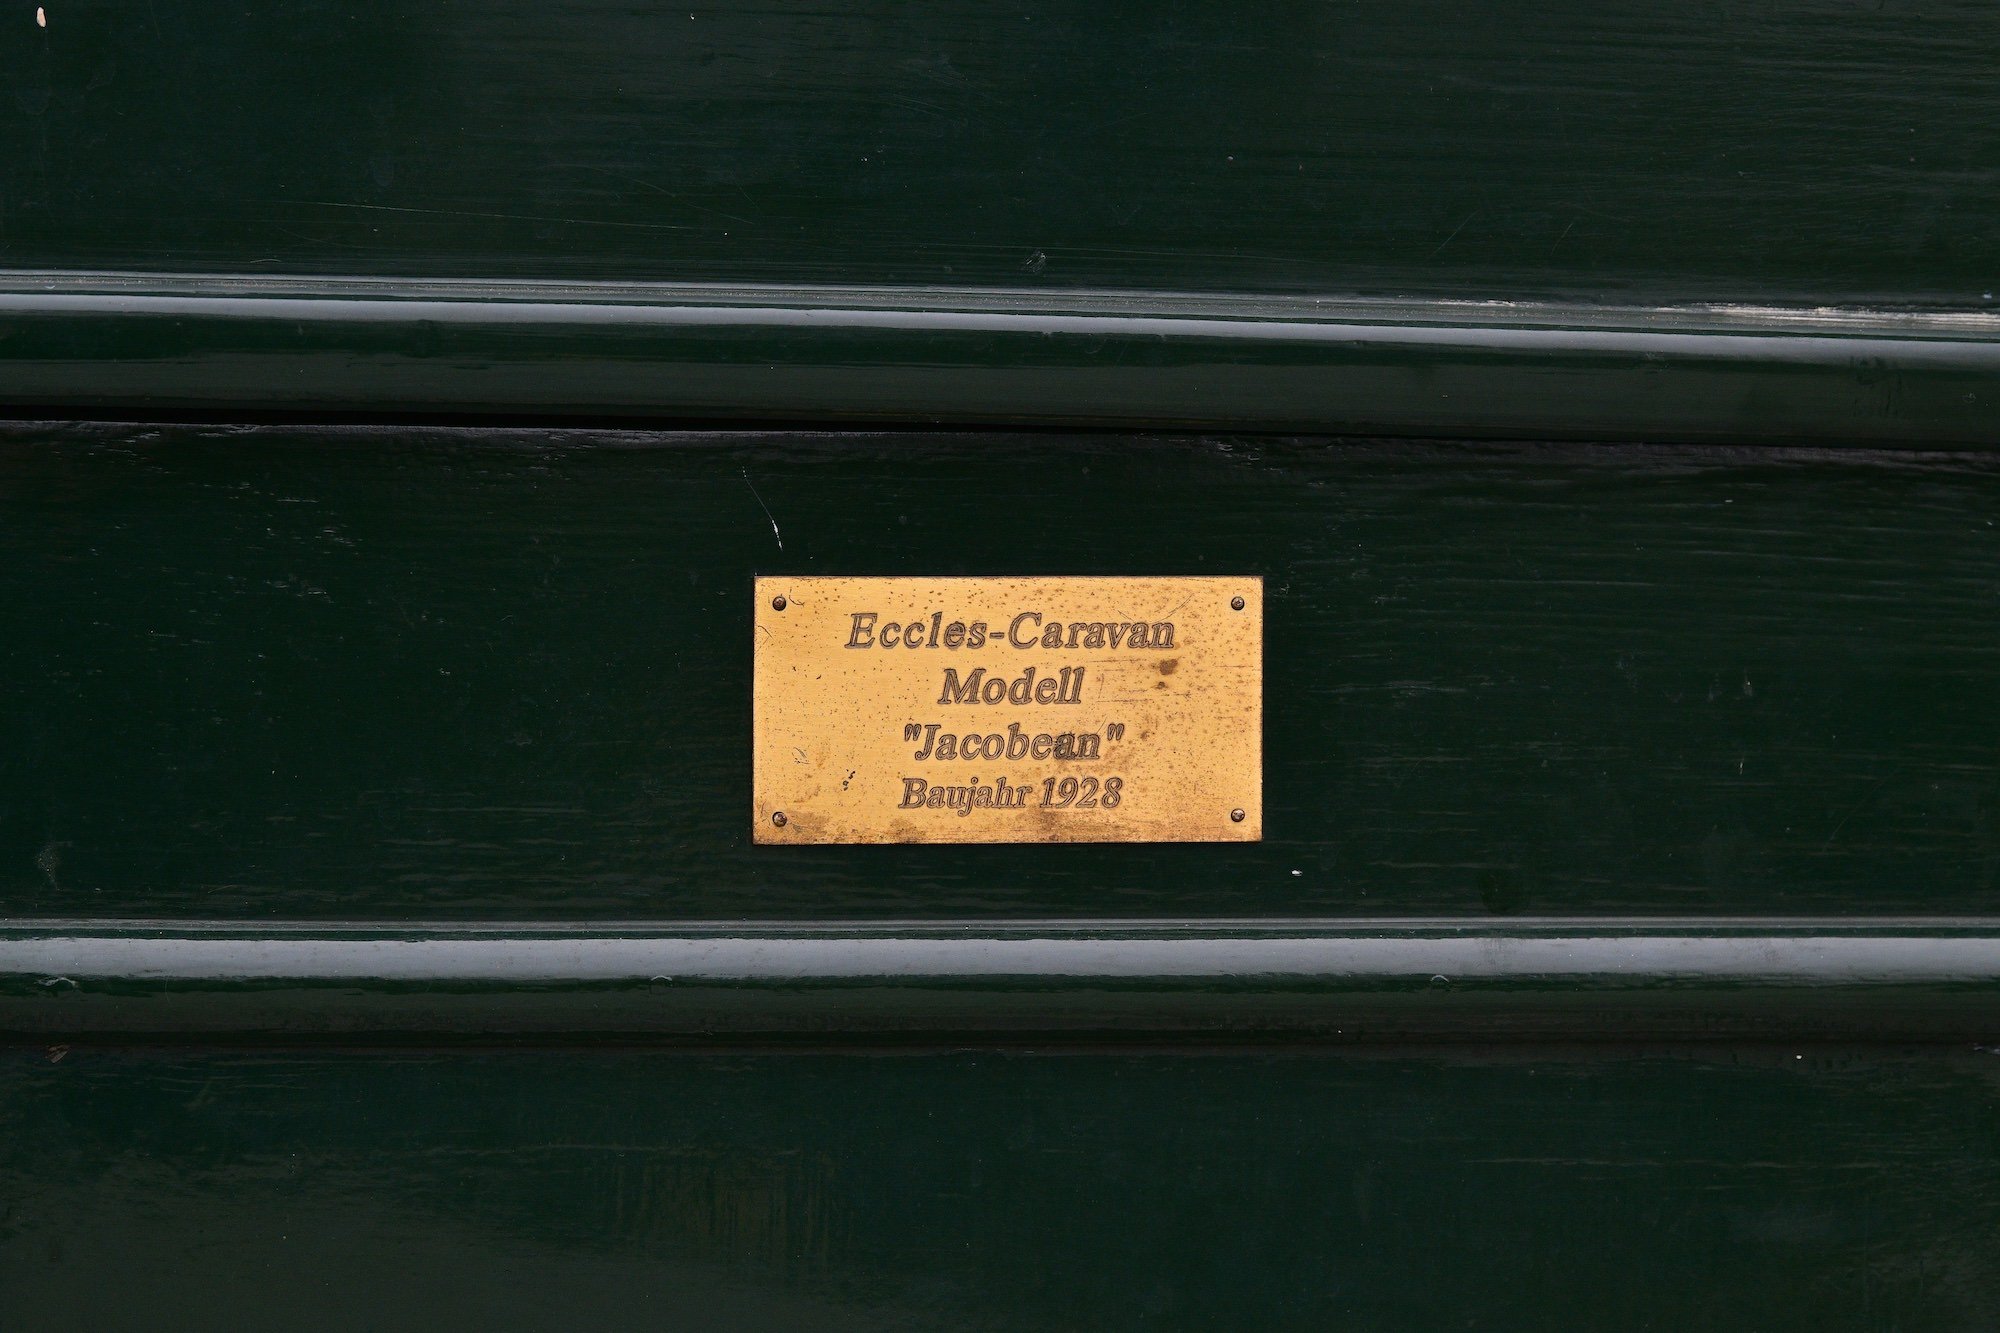 Eccles-Caravan
Modell
"Jacobean"
Baujahr 1928